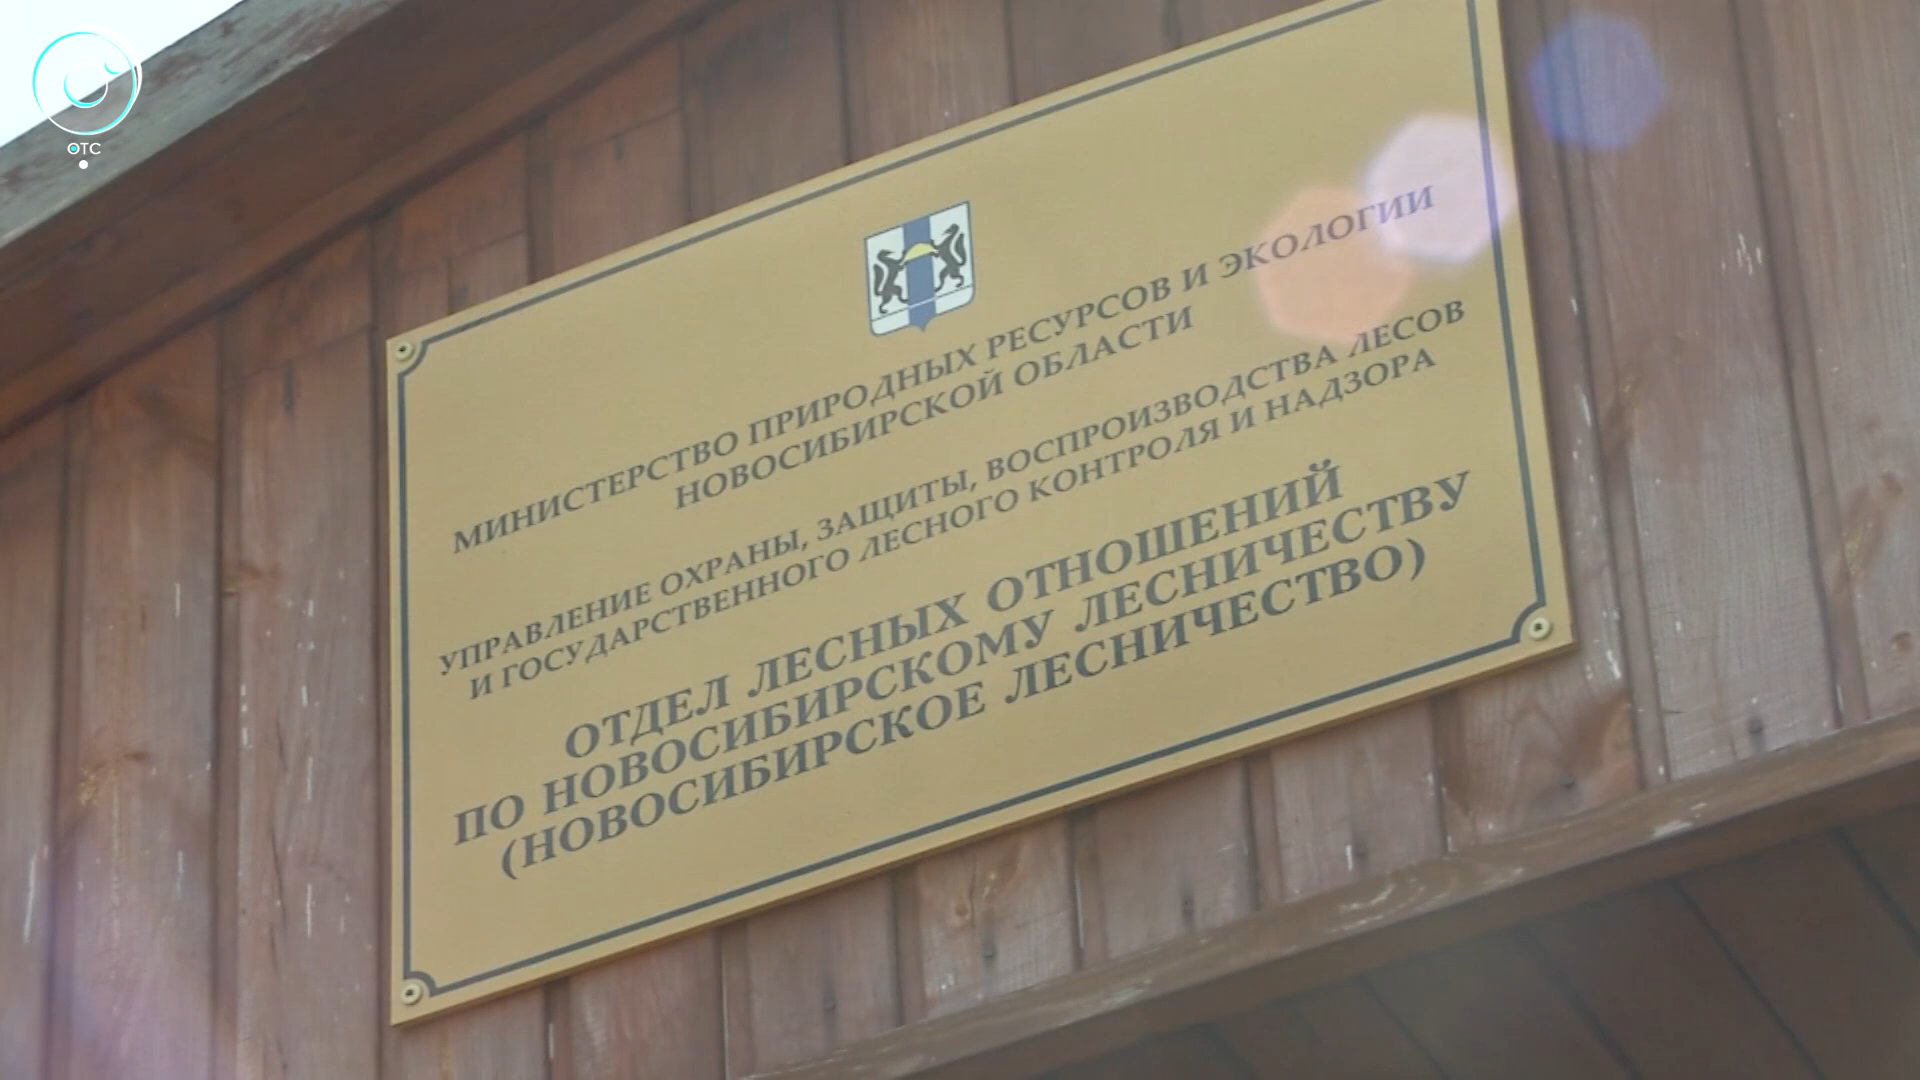 ОТС
МИНИСТЕРСТВО ПРИРОДНЫХ РЕСУРСОВ И ЭКОЛОГИИ
НОВОСИБИРСКОЙ ОБЛАСТИ
УПРАВЛЕНИЕ ОХРАНЫ, ЗАЩИТЫ, ВОСПРОИЗВОДСТВА ЛЕСОВ
И ГОСУДАРСТВЕННОГО ЛЕСНОГО КОНТРОЛЯ И НАДЗОРА
ОТДЕЛ ЛЕСНЫХ ОТНОШЕНИЙ
ПО НОВОСИБИРСКОМУ ЛЕСНИЧЕСТВУ
(НОВОСИБИРСКОЕ ЛЕСНИЧЕСТВО)